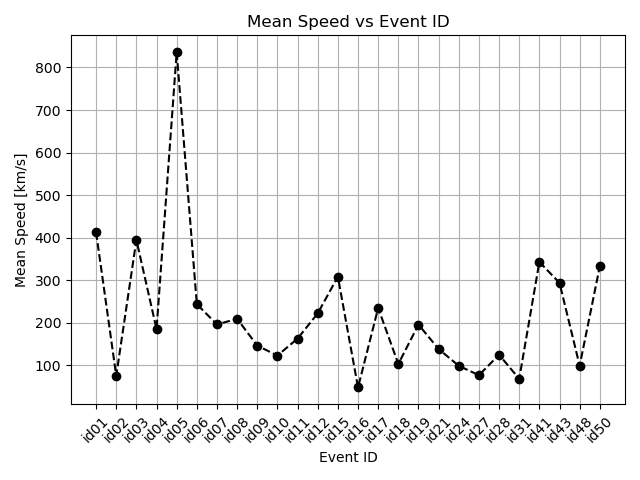 Mean Speed vs Event ID
Mean Speed [km/s]
800
700
600
500
400
300
200
100
id01 id02 id03 id04 id05 id06 id07 id08 id09 id10 id11 id12 id15 id16 id17 id18 id19 id21 id24 id27 id28 id31 id41 id43 id48 id50
Event ID